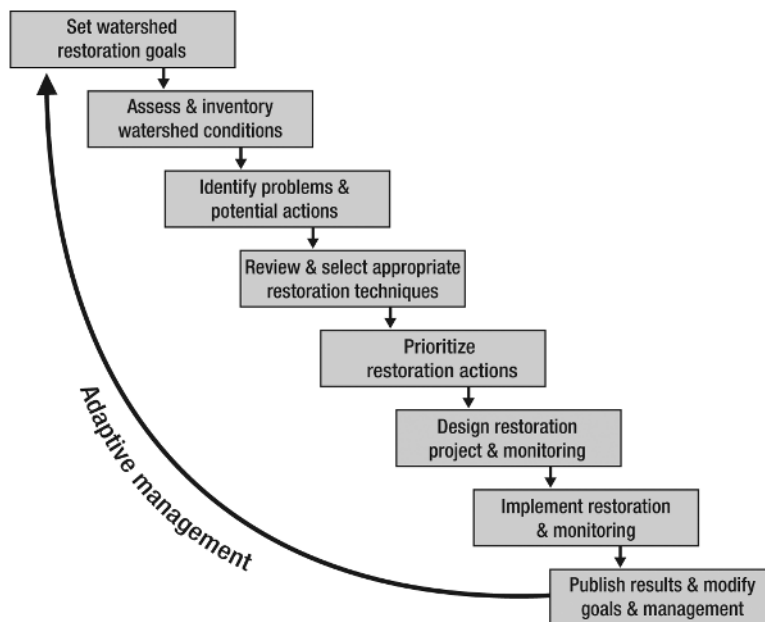 Set watershed
restoration goals
Assess & inventory
watershed conditions
Identify problems &
potential actions
Review & select appropriate
restoration techniques
Prioritize
restoration actions
Design restoration
project & monitoring
Implement restoration
& monitoring
Publish results & modify
goals & management
Adaptive management